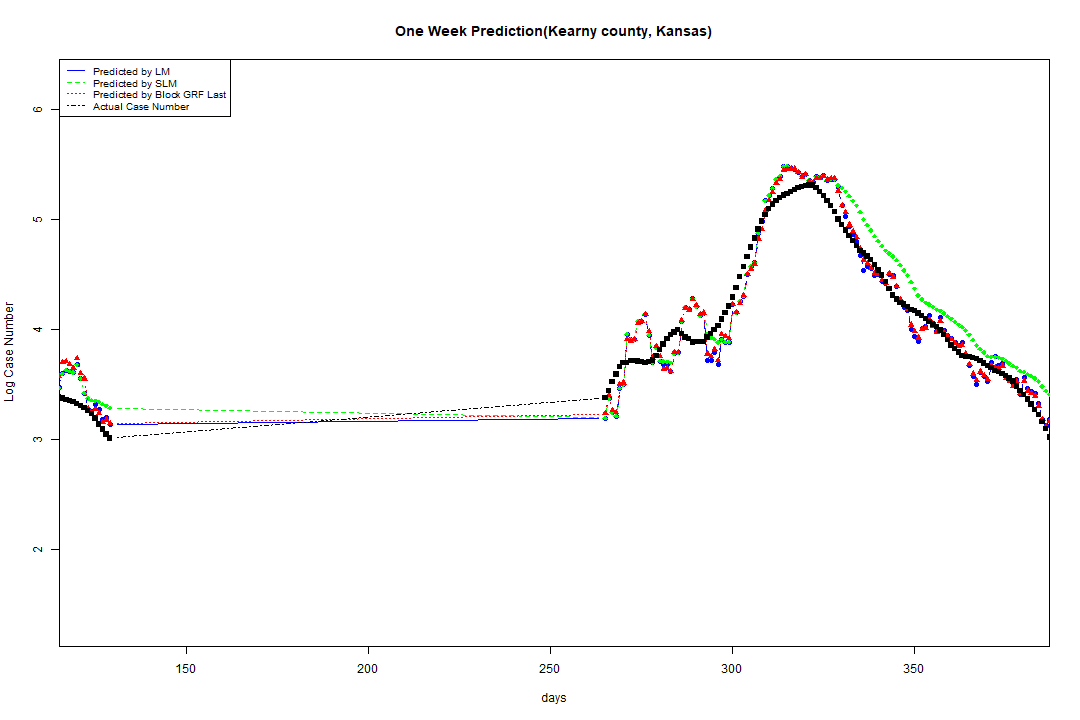 One Week Prediction(Kearny county, Kansas)
Predicted by LM
Predicted by SLM
Predicted by Block GRF Last
Actual Case Number
6
5
4
3
2
Log Case Number
150 200 250 300 350
days